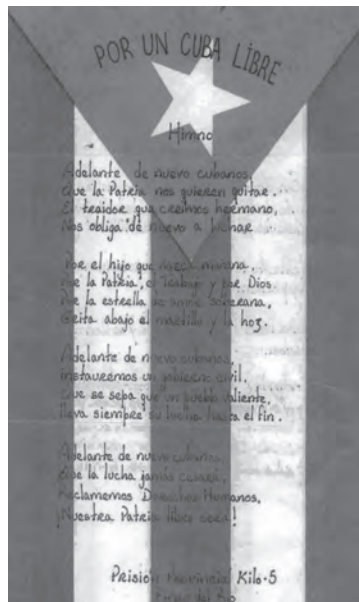 POR UN CUBA LIBRE
Himno
Adelante de nuevo cubanos,
que la Patria nos quieren quitar.
El traidor que creímos hermano,
Nos obliga de nuevo a luchar
Por el hijo que nazca mañana,
Por la Patria, el trabajo y por Dios
Por la estrella de soberana,
Grita abajo el martillo y la hoz.
Adelante de nuevo cubanos,
instauremos un gobierno civil,
Que se sepa que un pueblo valiente,
lleva siempre su lucha hasta el fin.
Adelante de nuevo cubanos,
Que la lucha jamás cesará,
Reclamemos Derechos Humanos,
¡Nuestra Patria libre será!
Prisión Provincial Kilo-5
Pinar del Río